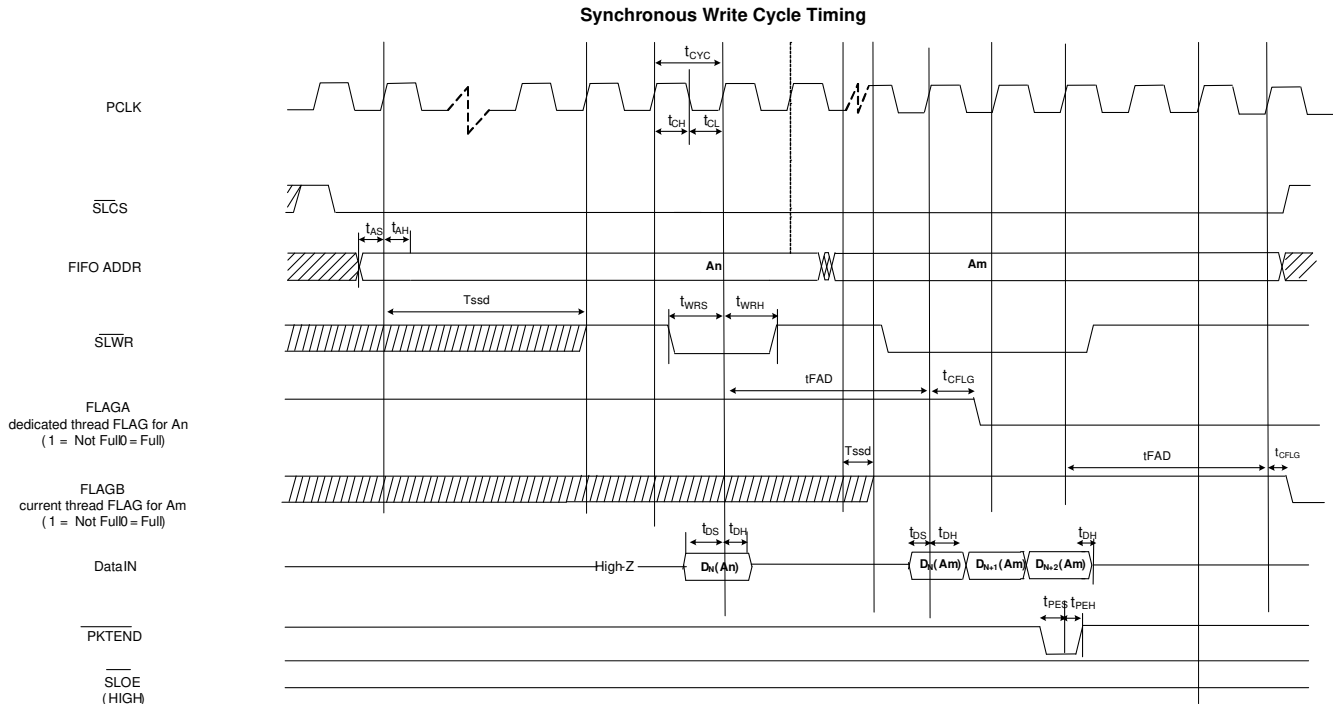 Synchronous Write Cycle Timing
tCYC
PCLK
tCH
tCL
SLCS
tAS
tAH
FIFO ADDR
An
Am
Tssd
tWRS
tWRH
SLWR
tFAD
tCFLG
FLAGA
dedicated thread FLAG for An
(1 = Not Full0 = Full)
Tssd
tFAD
tCFLG
FLAGB
current thread FLAG for Am
(1 = Not Full0 = Full)
tDS
tDH
tDS
tDH
tDH
DataIN
High-Z
DN(An)
DN(Am)
DN+1(Am)
DN+2(Am)
tPES
tPEH
PKTEND
SLOE
(HIGH)